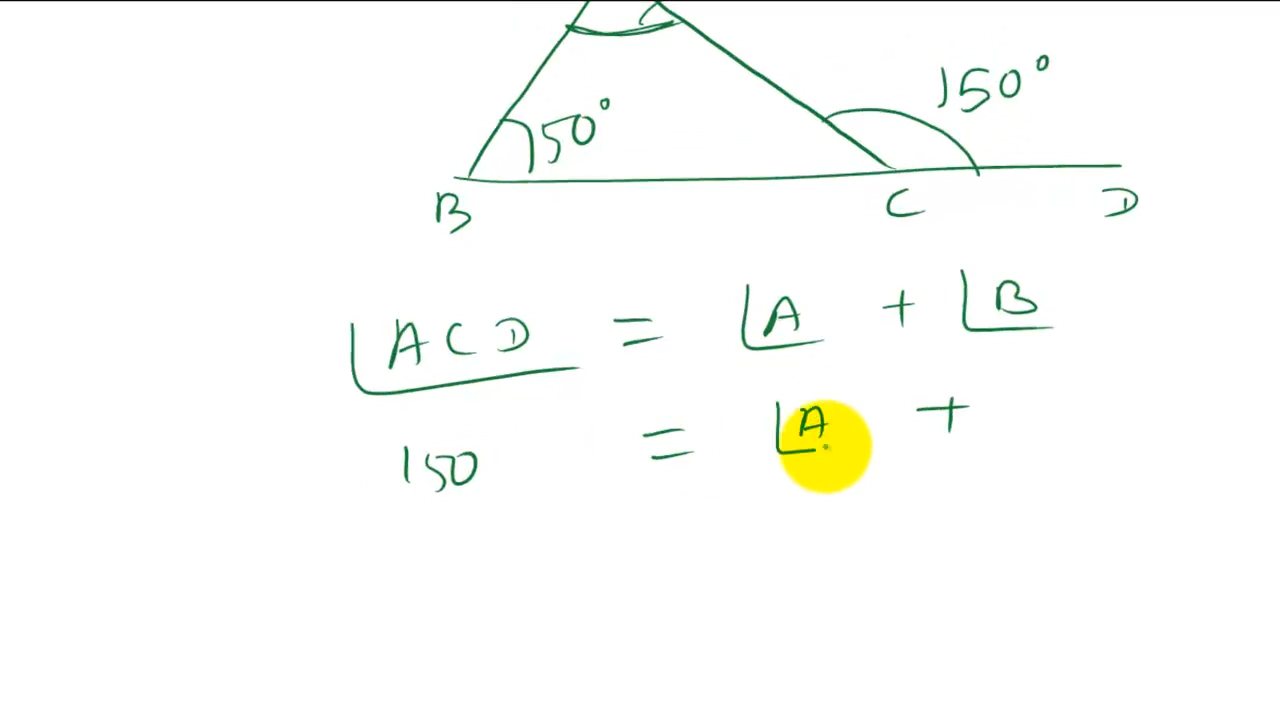 150°
50°
B C D
∠ACD = ∠A + ∠B
150 = ∠A +